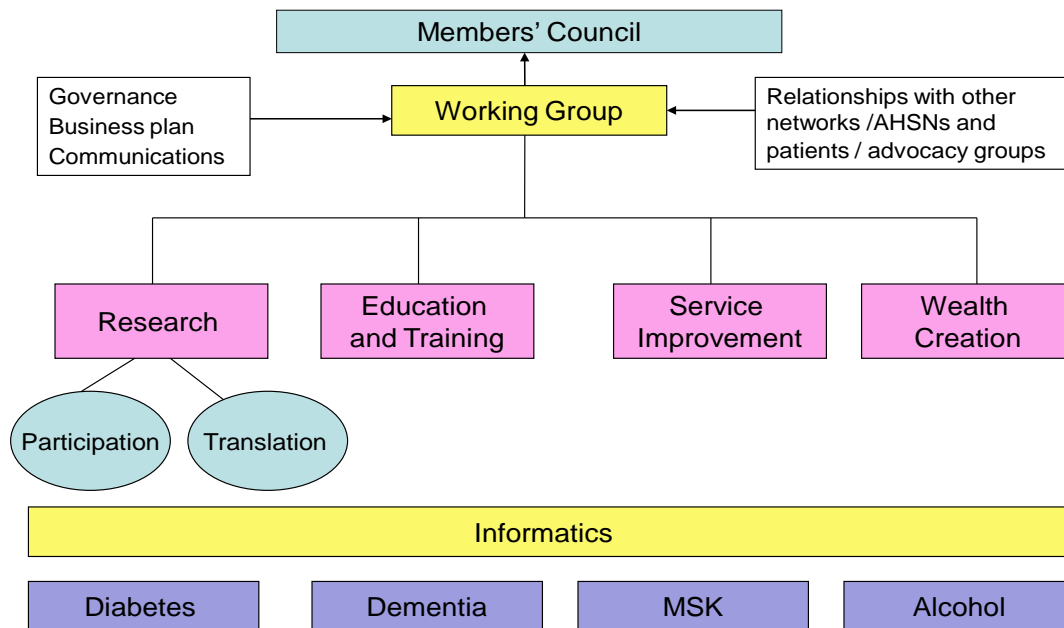 Members' Council
Governance
Business plan
Communications
Working Group
Relationships with other
networks /AHSNs and
patients / advocacy groups
Research
Education
and Training
Service
Improvement
Wealth
Creation
Participation
Translation
Informatics
Diabetes
Dementia
MSK
Alcohol